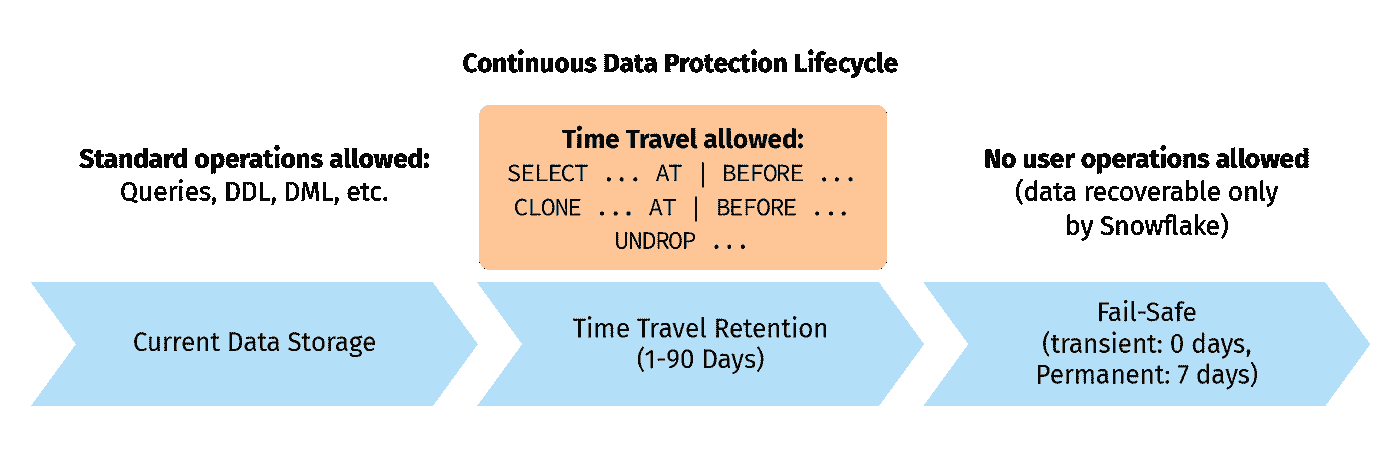 Continuous Data Protection Lifecycle
Standard operations allowed:
Queries, DDL, DML, etc.
Time Travel allowed:
SELECT ... AT | BEFORE ...
CLONE ... AT | BEFORE ...
UNDROP ...
No user operations allowed
(data recoverable only
by Snowflake)
Current Data Storage
Time Travel Retention
(1-90 Days)
Fail-Safe
(transient: 0 days,
Permanent: 7 days)